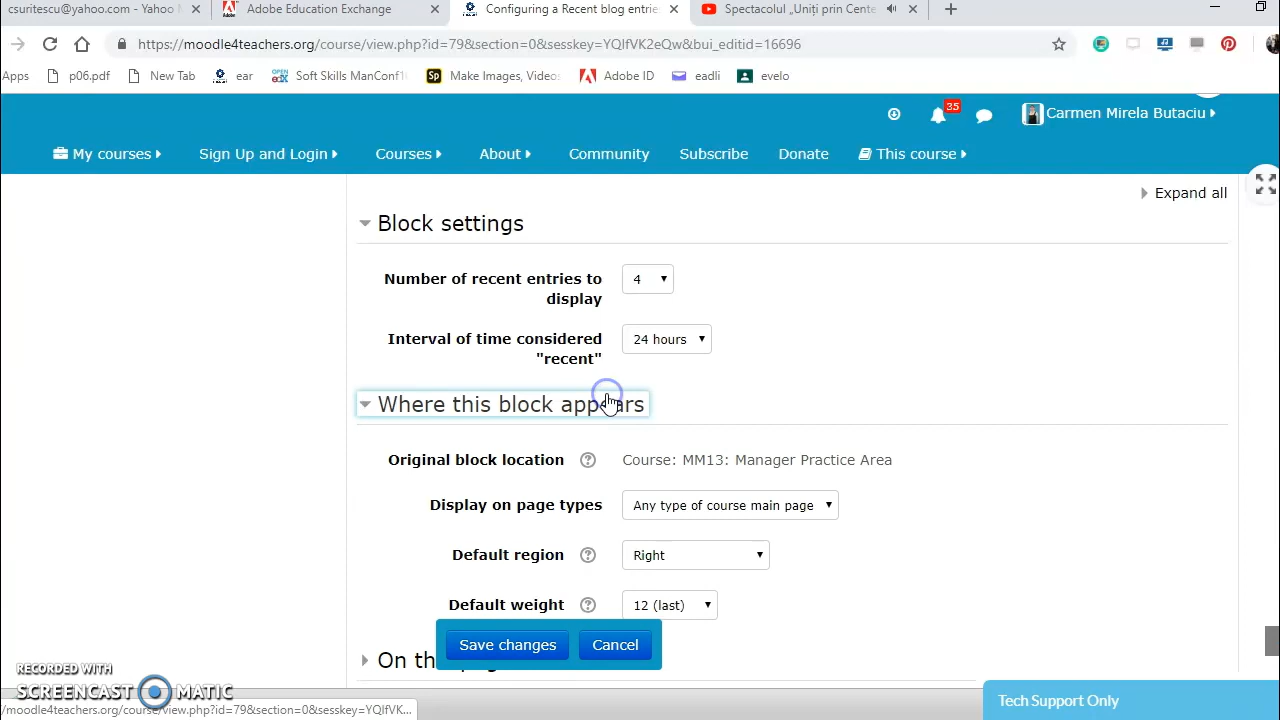 csuritescu@yahoo.com - Yahoo
Adobe Education Exchange
Configuring a Recent blog entrie
Spectacolul „Uniți prin Cente
https://moodle4teachers.org/course/view.php?id=79&section=0&sesskey=YQIfVK2eQw&bui_editid=16696
Apps
p06.pdf
New Tab
ear
Soft Skills ManConf1
Make Images, Video
Adobe ID
eadli
evelo
35
Carmen Mirela Butaciu
My courses
Sign Up and Login
Courses
About
Community
Subscribe
Donate
This course
Expand all
Block settings
Number of recent entries to
display
4
Interval of time considered
"recent"
24 hours
Where this block appears
Original block location
Course: MM13: Manager Practice Area
Display on page types
Any type of course main page
Default region
Right
Default weight
12 (last)
Save changes
Cancel
On th
RECORDED WITH
SCREENCAST MATIC
Tech Support Only
/moodle4teachers.org/course/view.php?id=79&section=0&sesskey=YQIfVK...